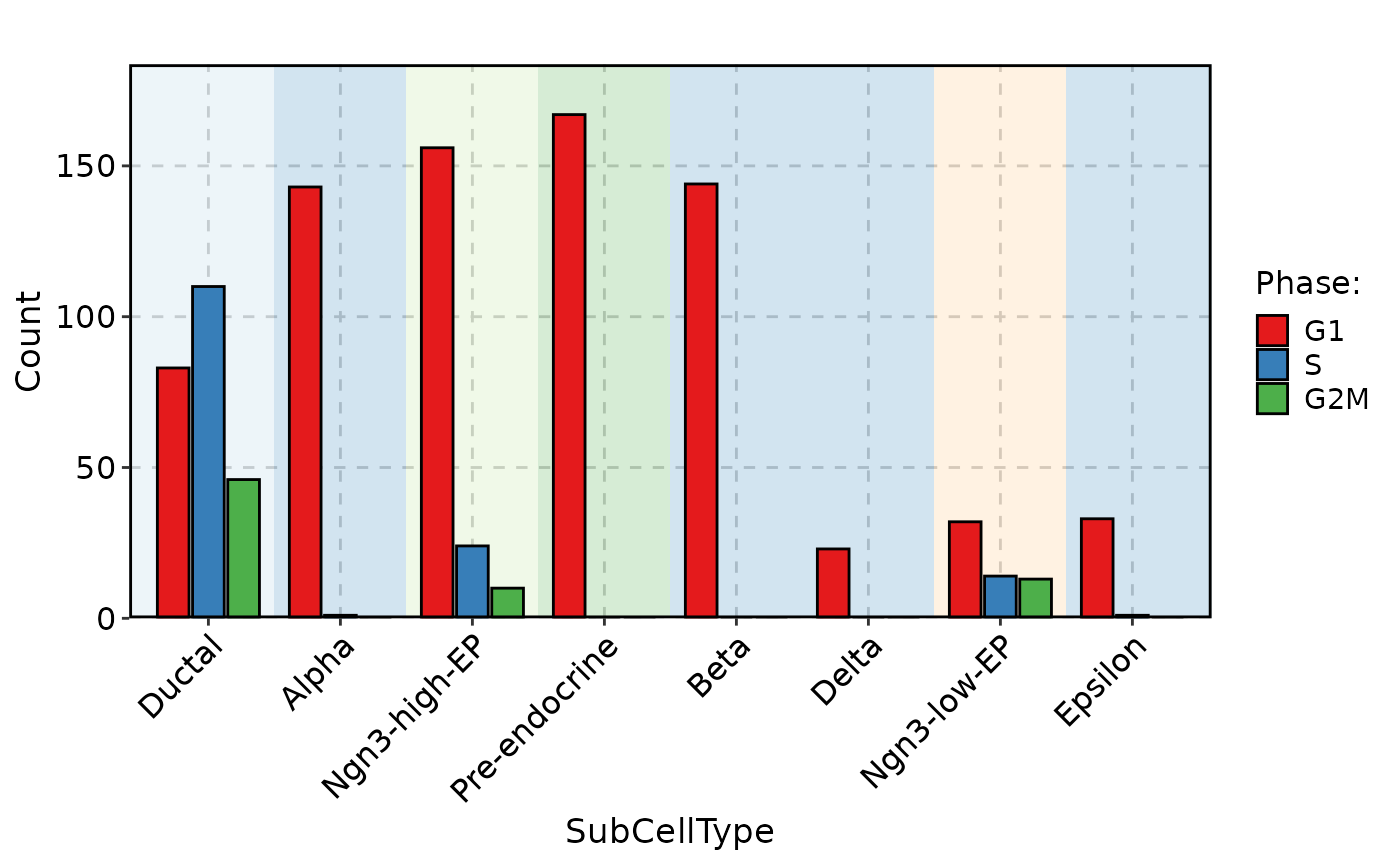 Count
150
100
50
0
Ductal
Alpha
Ngn3-high-EP
Pre-endocrine
Beta
Delta
Ngn3-low-EP
Epsilon
SubCellType
Phase:
G1
S
G2M